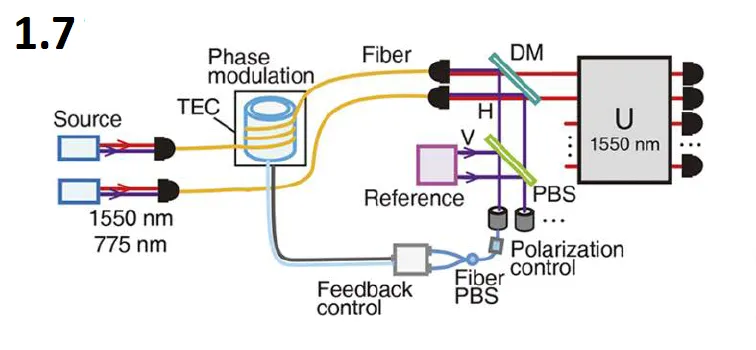 1.7
Phase
modulation
Fiber
DM
TEC
Source
H
U
1550 nm
V
...
Reference
PBS
...
1550 nm
775 nm
Polarization
control
Feedback
control
Fiber
PBS